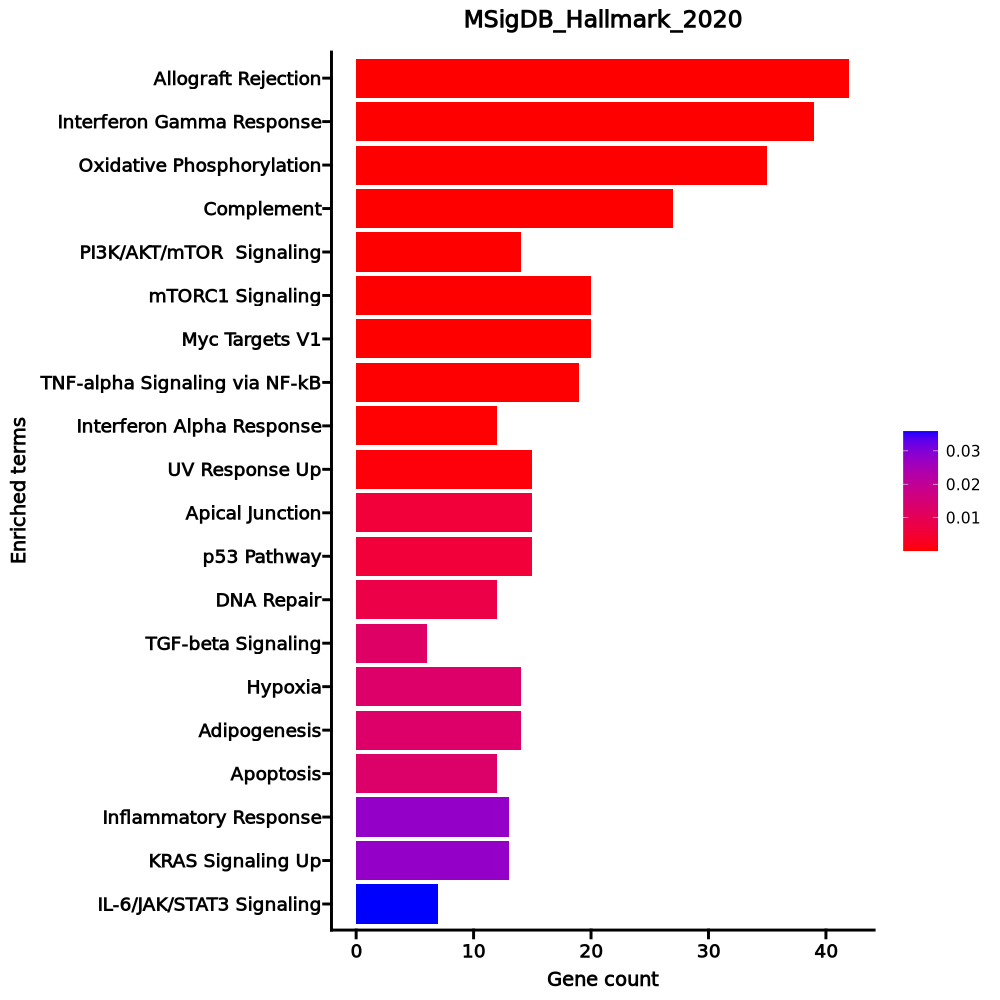 MSigDB_Hallmark_2020
Allograft Rejection
Interferon Gamma Response
Oxidative Phosphorylation
Complement
PI3K/AKT/mTOR  Signaling
mTORC1 Signaling
Myc Targets V1
TNF-alpha Signaling via NF-kB
Interferon Alpha Response
UV Response Up
Apical Junction
p53 Pathway
DNA Repair
TGF-beta Signaling
Hypoxia
Adipogenesis
Apoptosis
Inflammatory Response
KRAS Signaling Up
IL-6/JAK/STAT3 Signaling
Enriched terms
0 10 20 30 40
Gene count
0.03
0.02
0.01